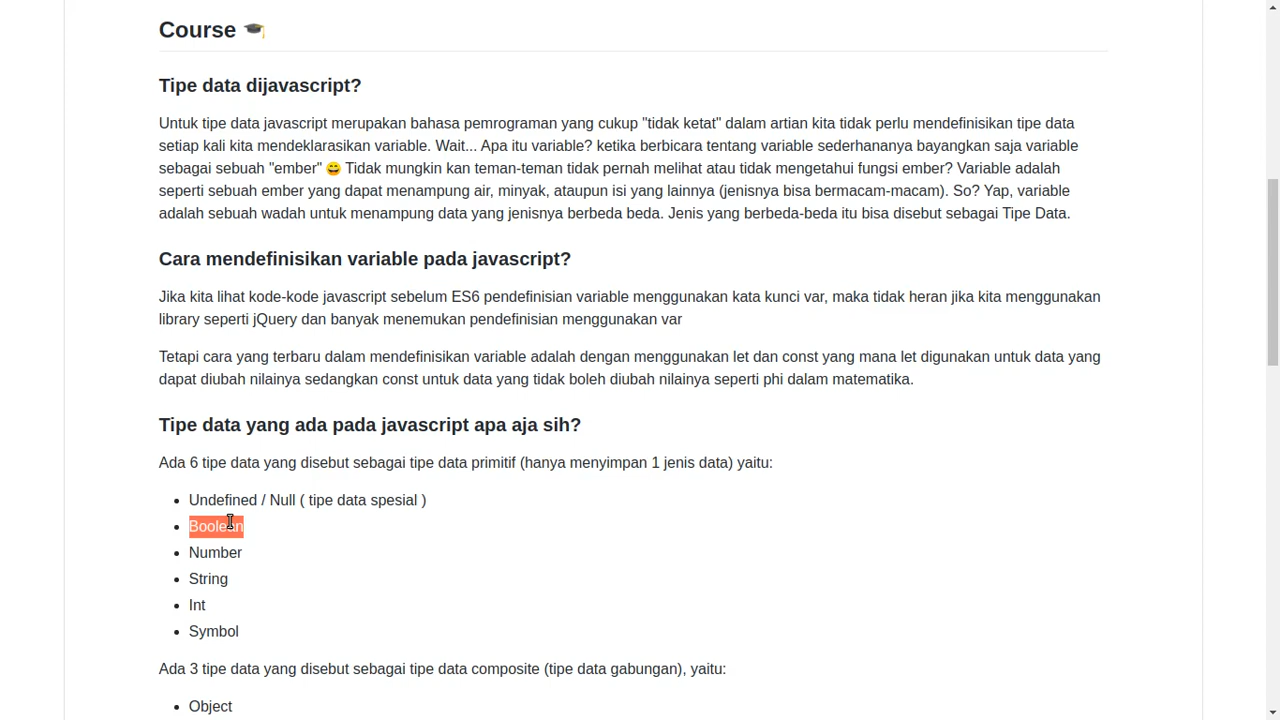 Course 🎓
Tipe data dijavascript?
Untuk tipe data javascript merupakan bahasa pemrograman yang cukup "tidak ketat" dalam artian kita tidak perlu mendefinisikan tipe data
setiap kali kita mendeklarasikan variable. Wait... Apa itu variable? ketika berbicara tentang variable sederhananya bayangkan saja variable
sebagai sebuah "ember" 😄 Tidak mungkin kan teman-teman tidak pernah melihat atau tidak mengetahui fungsi ember? Variable adalah
seperti sebuah ember yang dapat menampung air, minyak, ataupun isi yang lainnya (jenisnya bisa bermacam-macam). So? Yap, variable
adalah sebuah wadah untuk menampung data yang jenisnya berbeda beda. Jenis yang berbeda-beda itu bisa disebut sebagai Tipe Data.
Cara mendefinisikan variable pada javascript?
Jika kita lihat kode-kode javascript sebelum ES6 pendefinisian variable menggunakan kata kunci var, maka tidak heran jika kita menggunakan
library seperti jQuery dan banyak menemukan pendefinisian menggunakan var
Tetapi cara yang terbaru dalam mendefinisikan variable adalah dengan menggunakan let dan const yang mana let digunakan untuk data yang
dapat diubah nilainya sedangkan const untuk data yang tidak boleh diubah nilainya seperti phi dalam matematika.
Tipe data yang ada pada javascript apa aja sih?
Ada 6 tipe data yang disebut sebagai tipe data primitif (hanya menyimpan 1 jenis data) yaitu:
• Undefined / Null ( tipe data spesial )
• Boolean
• Number
• String
• Int
• Symbol
Ada 3 tipe data yang disebut sebagai tipe data composite (tipe data gabungan), yaitu:
• Object